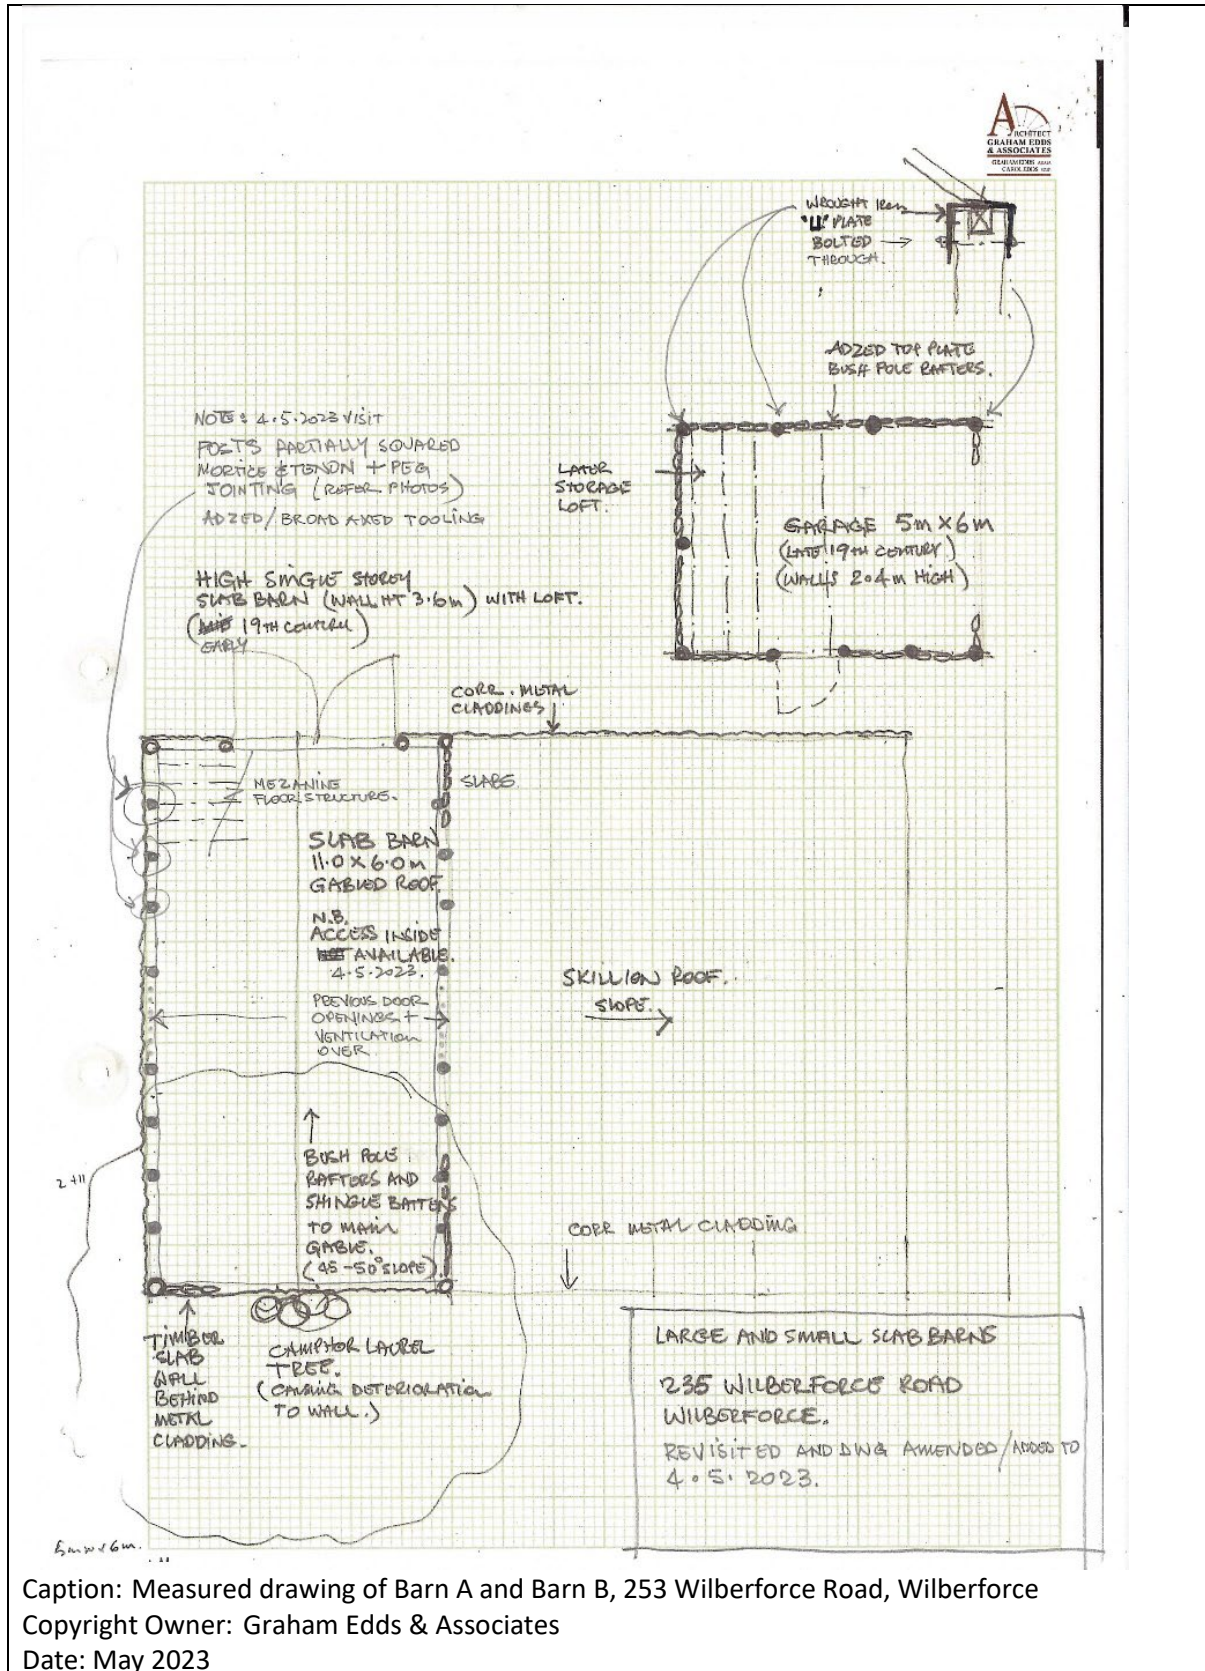 ARCHITECT
GRAHAM EDDS
& ASSOCIATES
GRAHAM EDDS
CAROL EDDS
WROUGHT IRON
"U" PLATE
BOLTED
THROUGH.
ADZED TOP PLATE
BUSH POLE RAFTERS.
NOTE: 4.5.2023 VISIT
POSTS PARTIALLY SQUARED
MORTICE & TENON + PEG
JOINTING (REFER PHOTOS)
ADZED/BROAD AXED TOOLING
LATER
STORAGE
LOFT.
GARAGE 5m x 6m
(LATE 19TH CENTURY)
(WALLS 2.4m HIGH)
HIGH SINGLE STOREY
SLAB BARN (WALL HT 3.6m) WITH LOFT.
(MID 19TH CENTURY)
EARLY
CORR. METAL
CLADDINGS
MEZANINE
FLOOR STRUCTURE.
SLABS
SLAB BARN
11.0 x 6.0m
GABLED ROOF.
N.B.
ACCESS INSIDE
NOT AVAILABLE.
4.5.2023.
PREVIOUS DOOR
OPENINGS +
VENTILATION
OVER
SKILLION ROOF.
SLOPE.
BUSH POLE
RAFTERS AND
SHINGLE BATTENS
TO MAIN
GABLE.
(45-50° SLOPE)
2 + 11
CORR METAL CLADDING
TIMBER
SLAB
WALL
BEHIND
METAL
CLADDING.
CAMPHOR LAUREL
TREE.
(CAUSING DETERIORATION
TO WALL.)
LARGE AND SMALL SLAB BARNS
235 WILBERFORCE ROAD
WILBERFORCE.
REVISITED AND DWG AMENDED/ADDED TO
4.5.2023.
Caption: Measured drawing of Barn A and Barn B, 253 Wilberforce Road, Wilberforce
Copyright Owner: Graham Edds & Associates
Date: May 2023